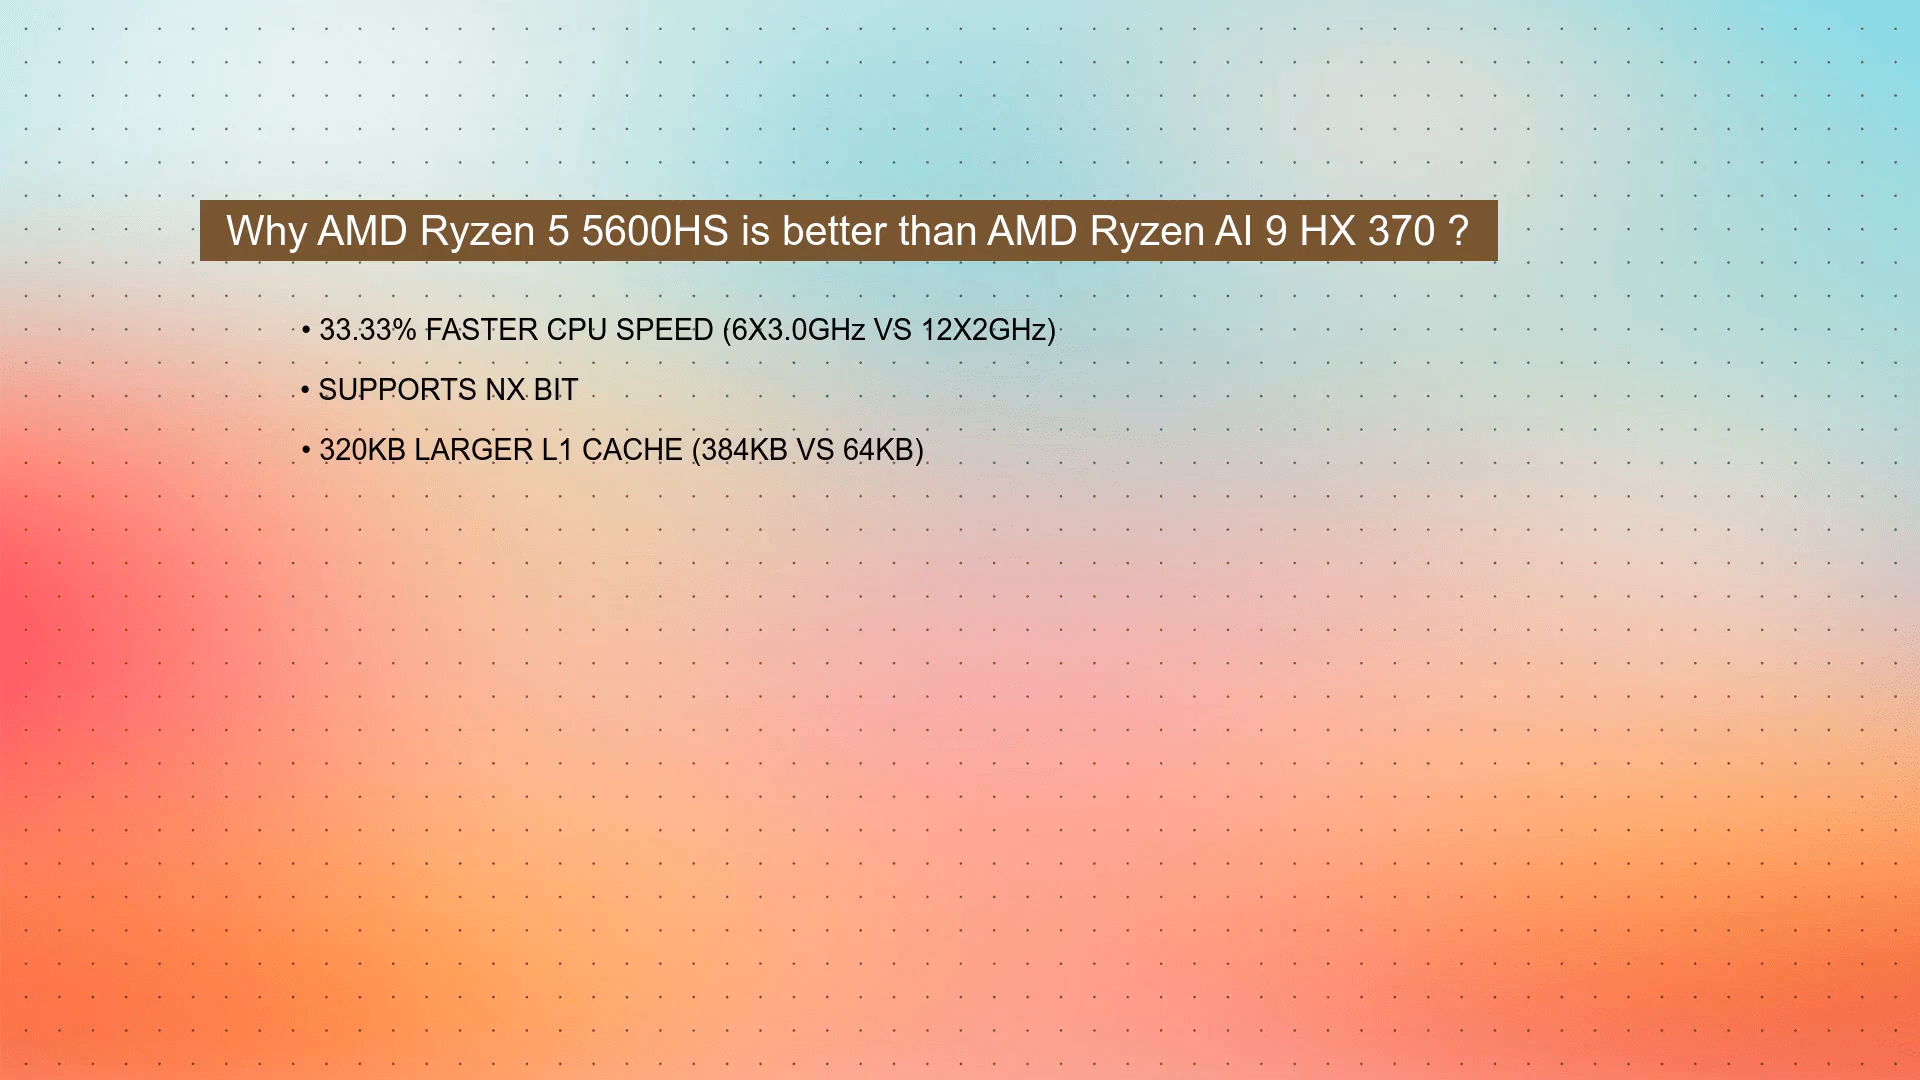 Why AMD Ryzen 5 5600HS is better than AMD Ryzen AI 9 HX 370 ?
• 33.33% FASTER CPU SPEED (6X3.0GHz VS 12X2GHz)
• SUPPORTS NX BIT
• 320KB LARGER L1 CACHE (384KB VS 64KB)